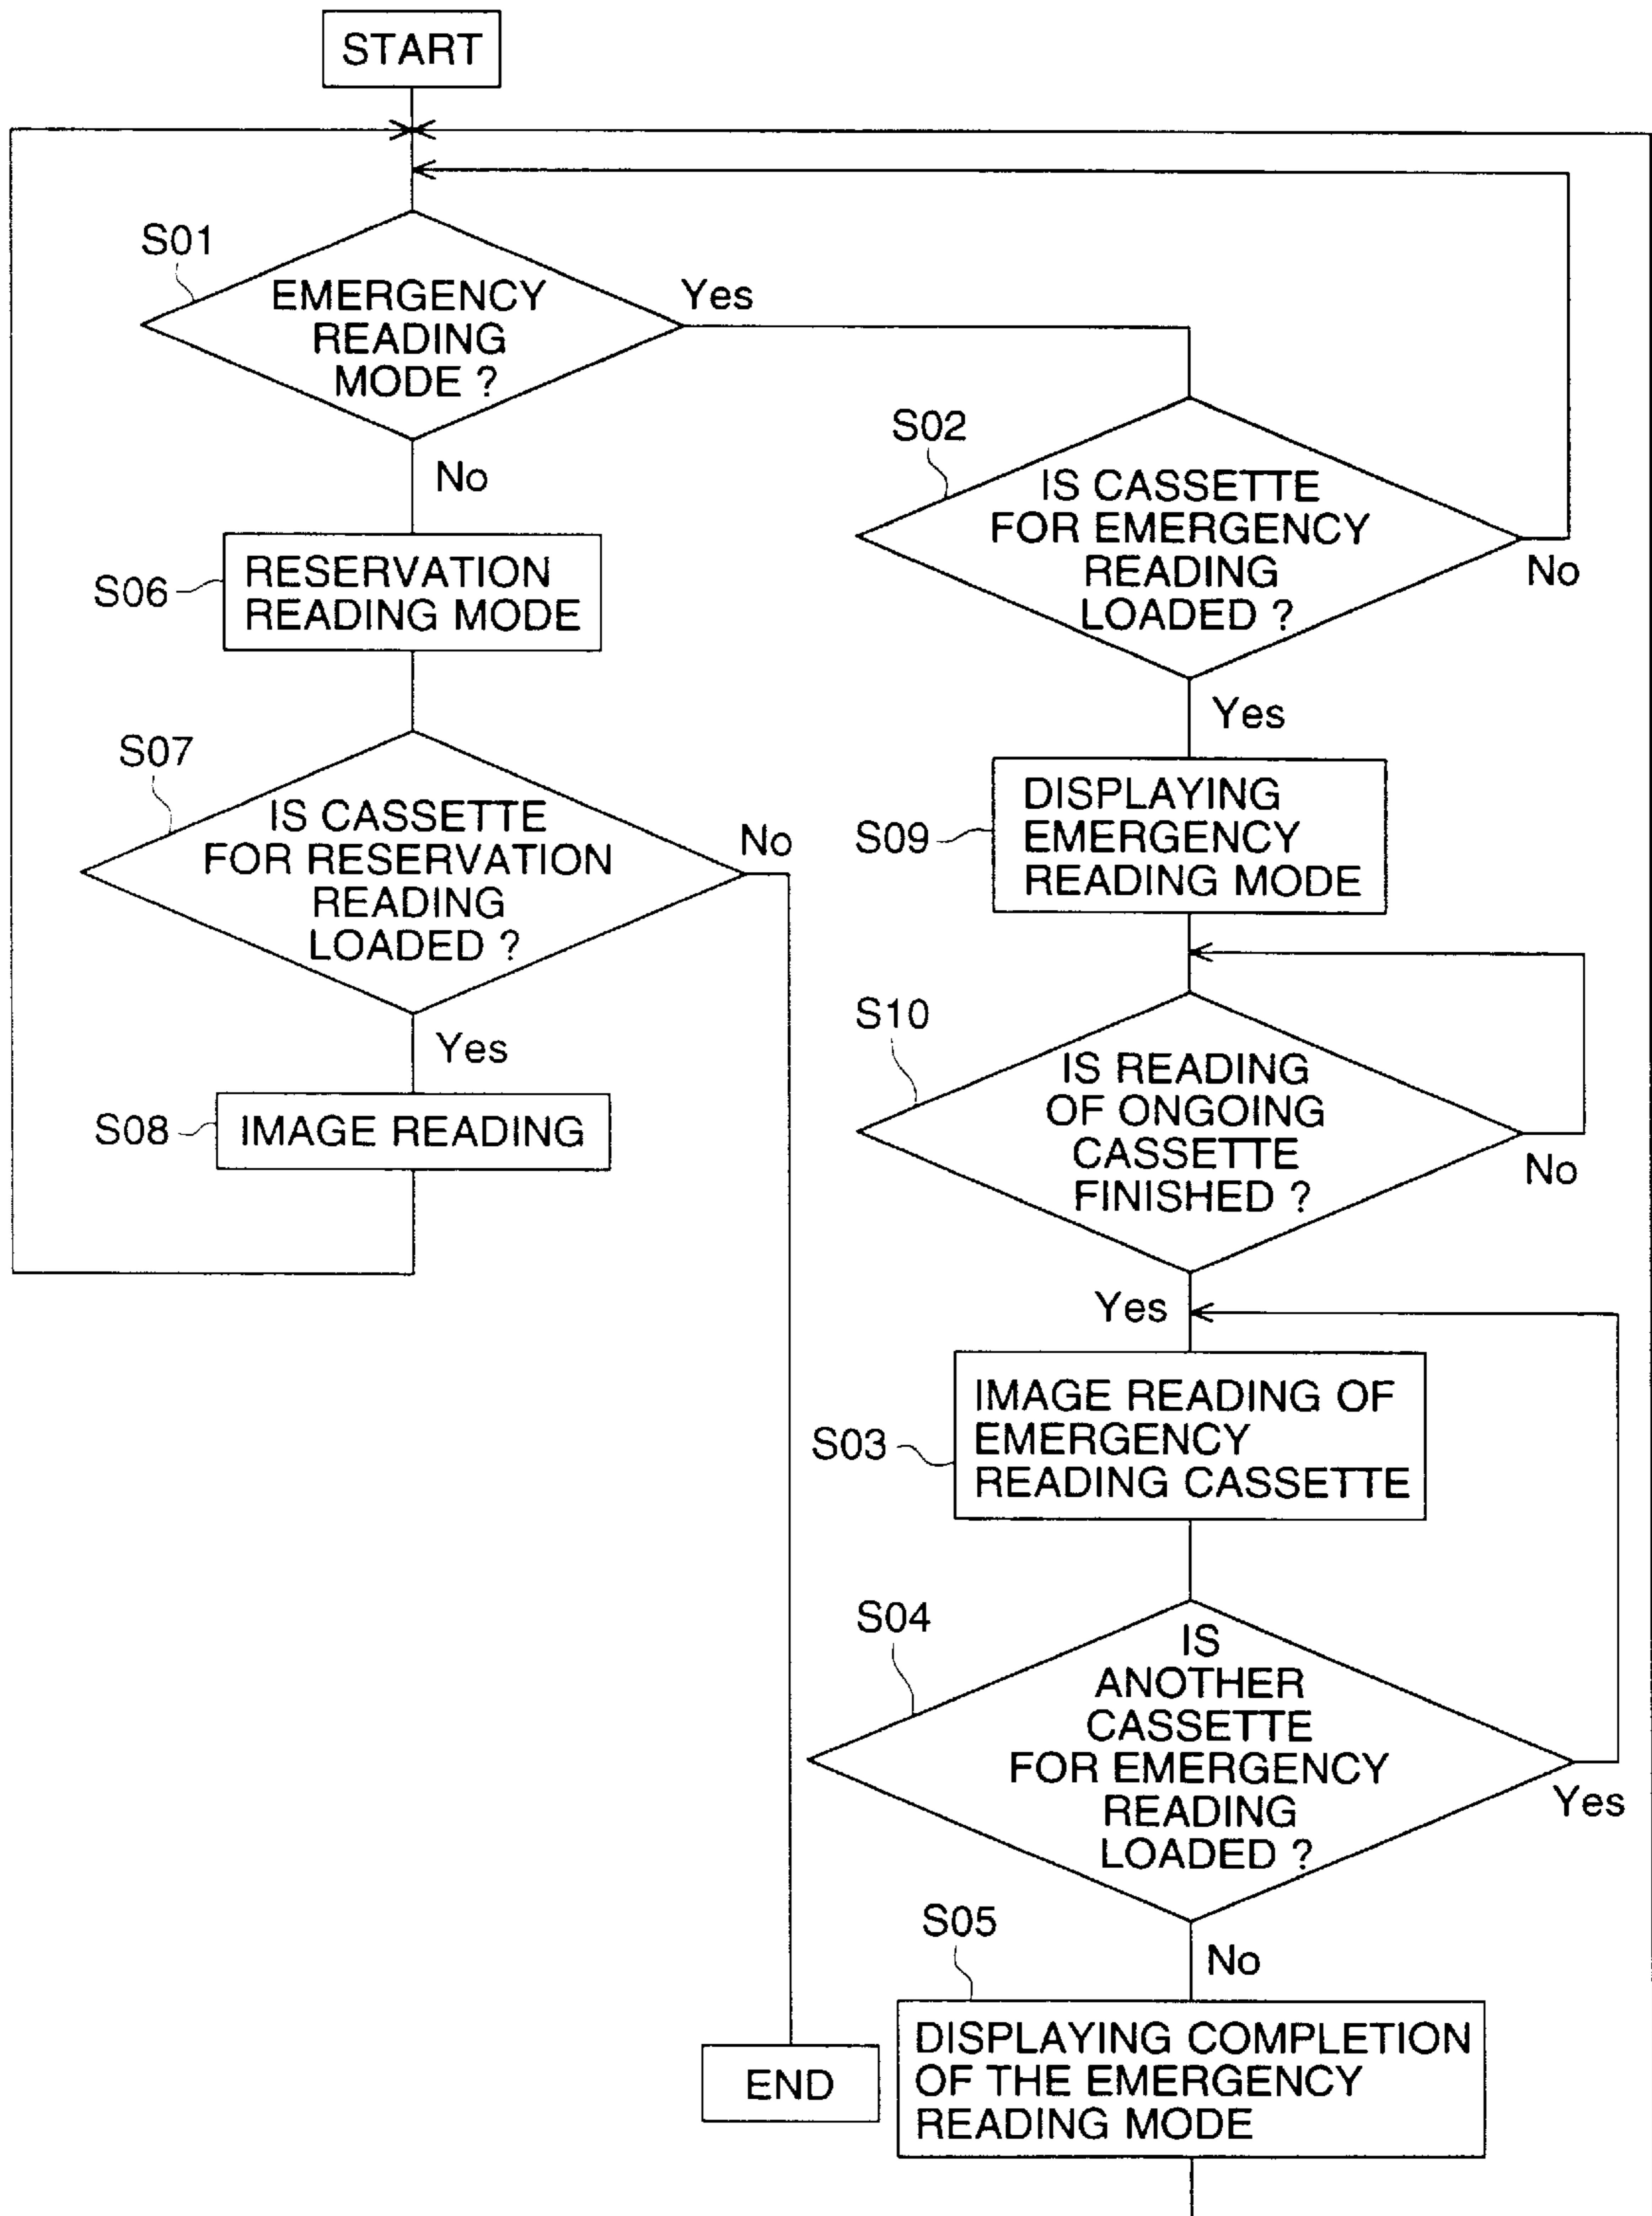 START
S01
EMERGENCY
READING
MODE ?
Yes
No
S02
IS CASSETTE
FOR EMERGENCY
READING
LOADED ?
No
Yes
S06
RESERVATION
READING MODE
S07
IS CASSETTE
FOR RESERVATION
READING
LOADED ?
No
Yes
S08
IMAGE READING
S09
DISPLAYING
EMERGENCY
READING MODE
S10
IS READING
OF ONGOING
CASSETTE
FINISHED ?
No
Yes
S03
IMAGE READING OF
EMERGENCY
READING CASSETTE
S04
IS
ANOTHER
CASSETTE
FOR EMERGENCY
READING
LOADED ?
Yes
No
S05
DISPLAYING COMPLETION
OF THE EMERGENCY
READING MODE
END